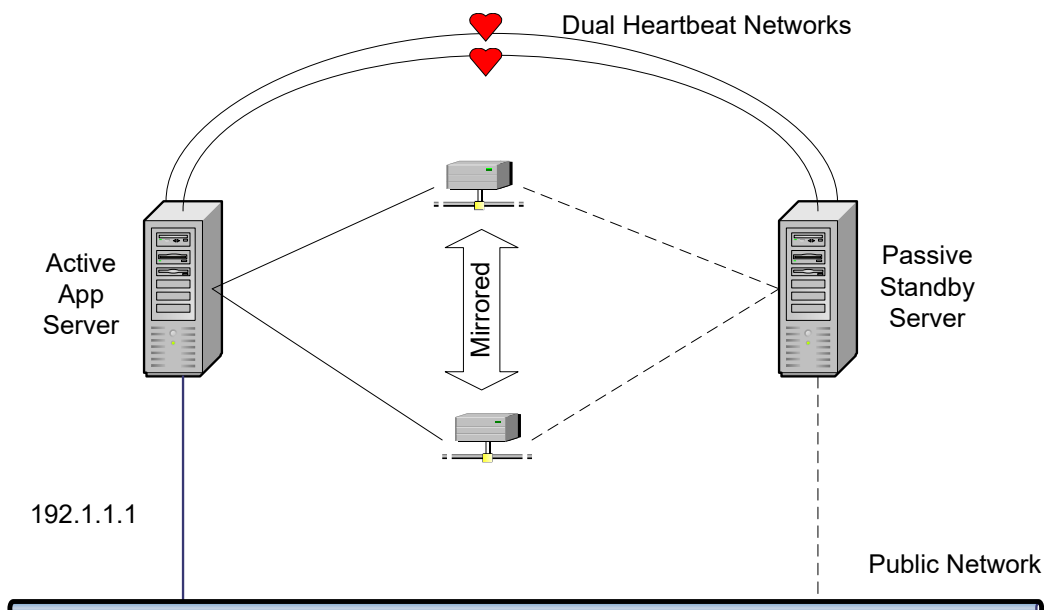 Dual Heartbeat Networks
Active
App
Server
Mirrored
Passive
Standby
Server
192.1.1.1
Public Network